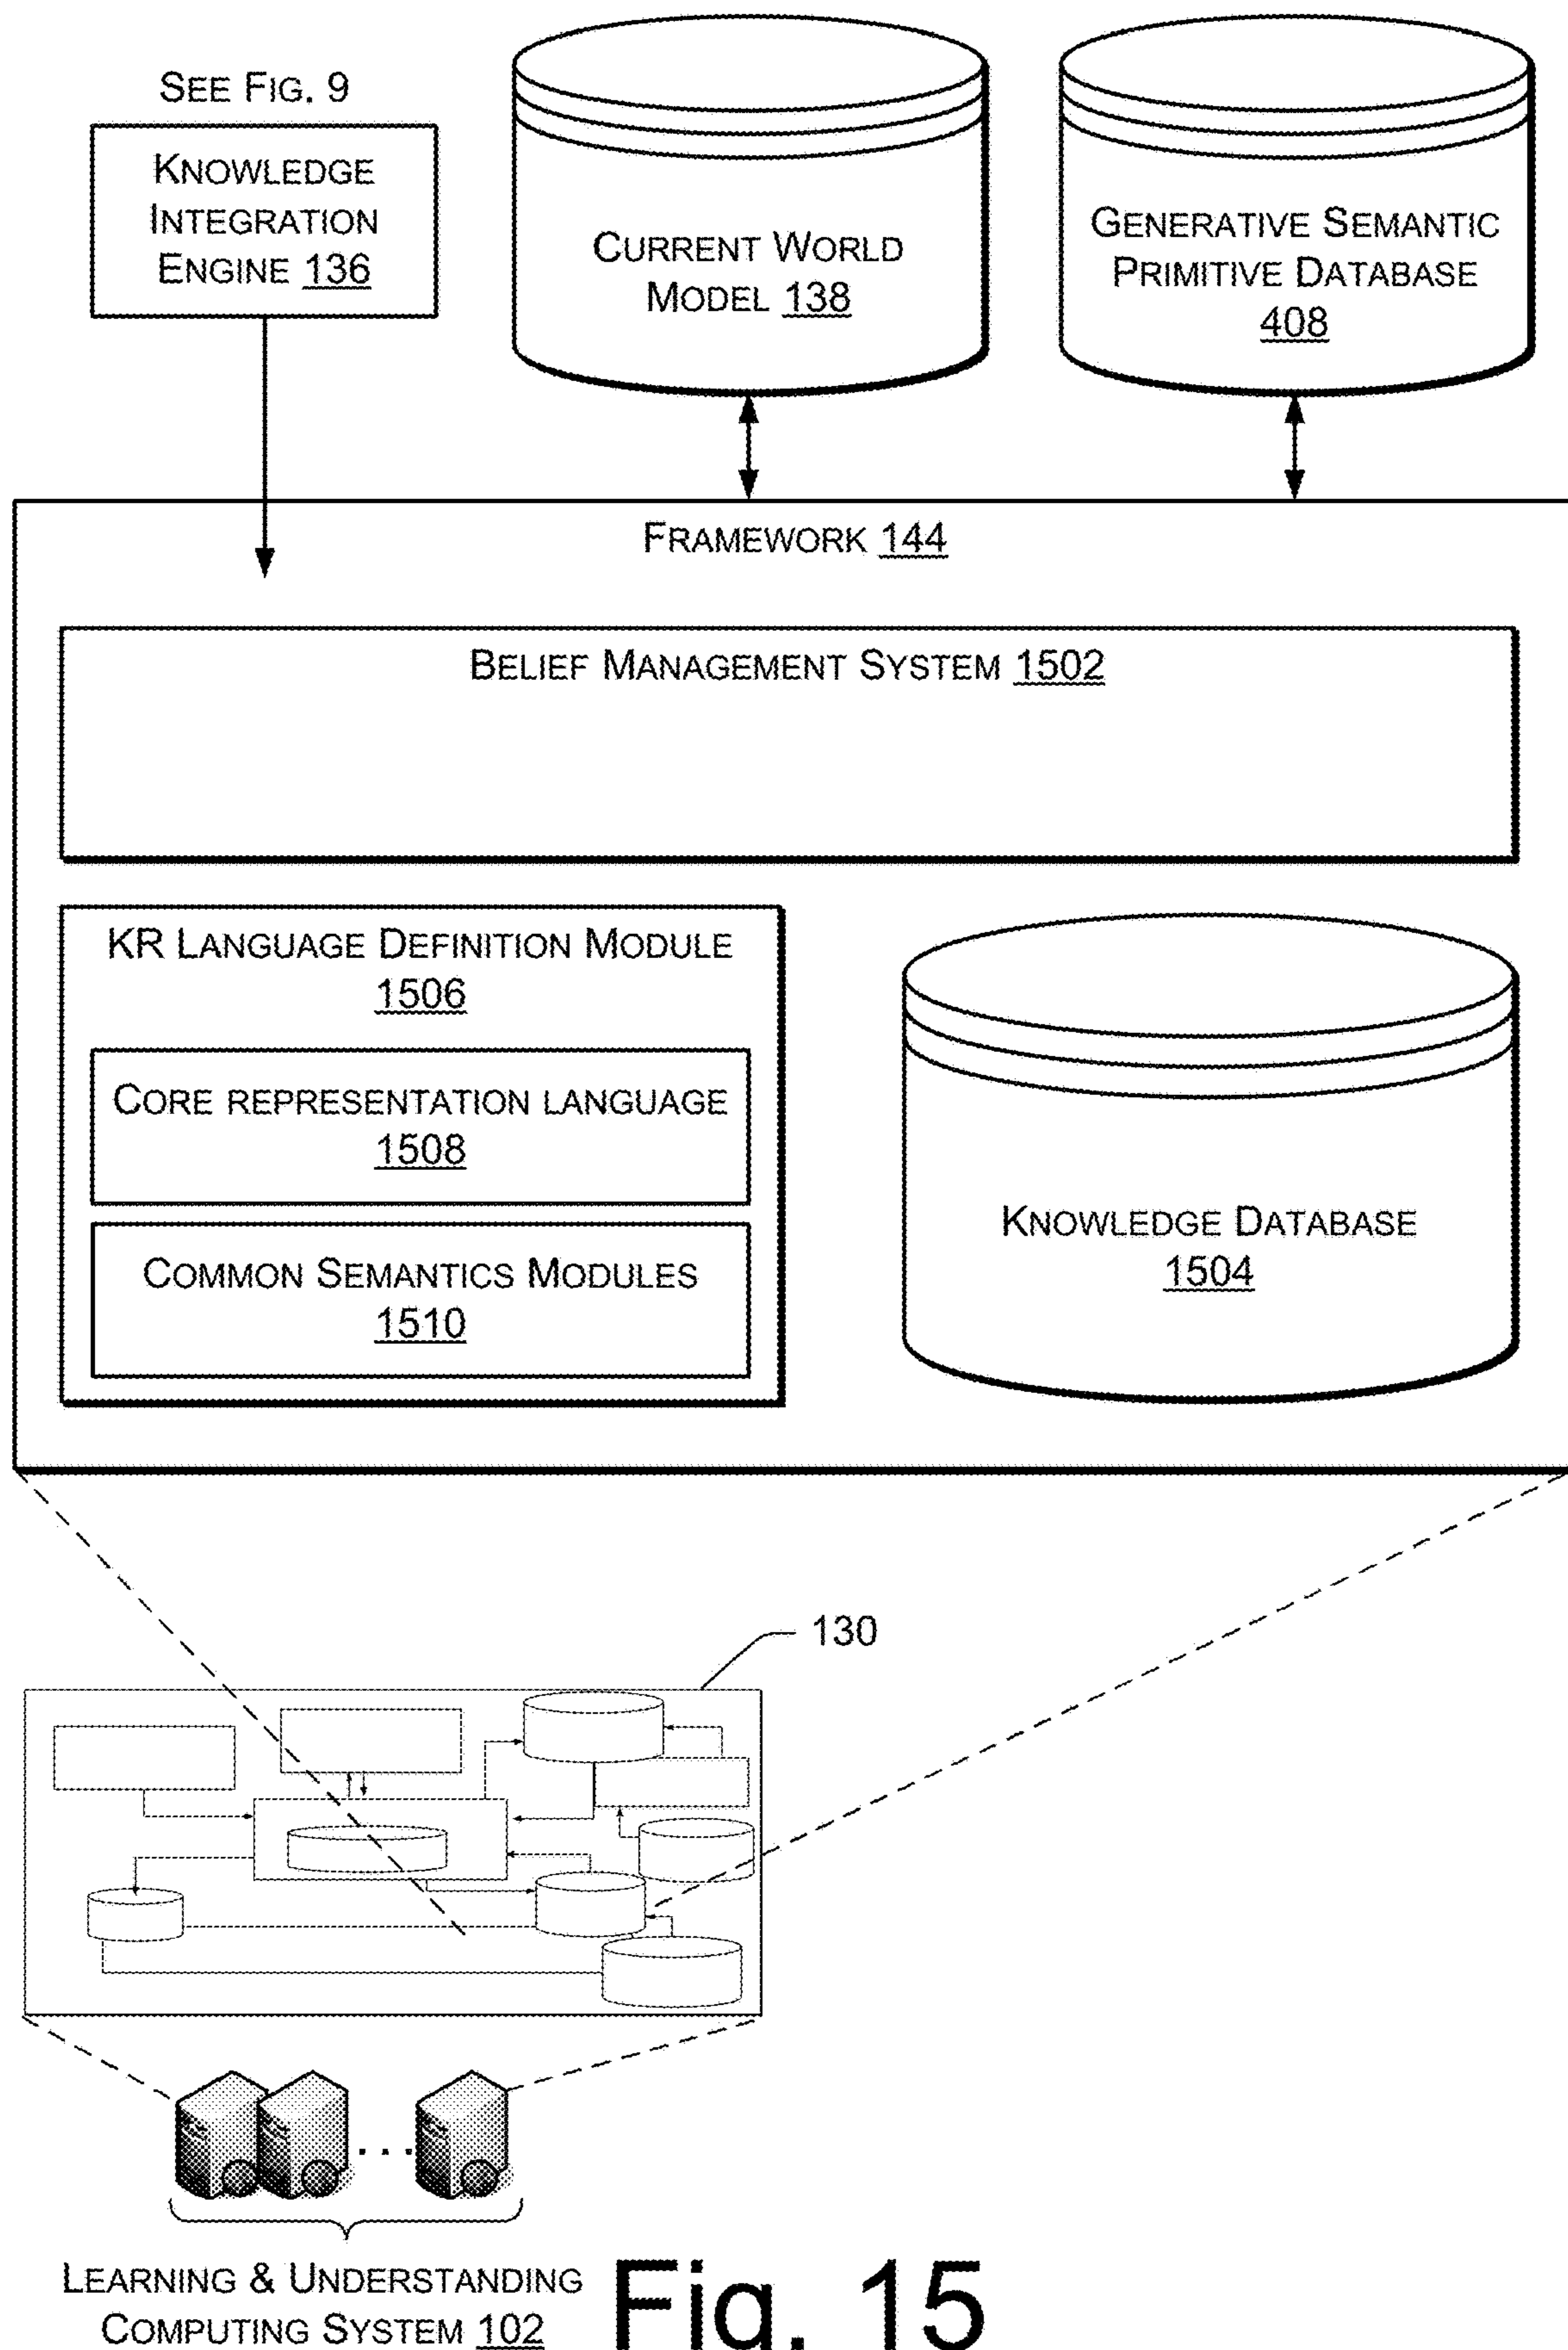 SEE FIG. 9
KNOWLEDGE
INTEGRATION
ENGINE 136
CURRENT WORLD
MODEL 138
GENERATIVE SEMANTIC
PRIMITIVE DATABASE
408
FRAMEWORK 144
BELIEF MANAGEMENT SYSTEM 1502
KR LANGUAGE DEFINITION MODULE
1506
CORE REPRESENTATION LANGUAGE
1508
COMMON SEMANTICS MODULES
1510
KNOWLEDGE DATABASE
1504
130
LEARNING & UNDERSTANDING
COMPUTING SYSTEM 102
Fig. 15